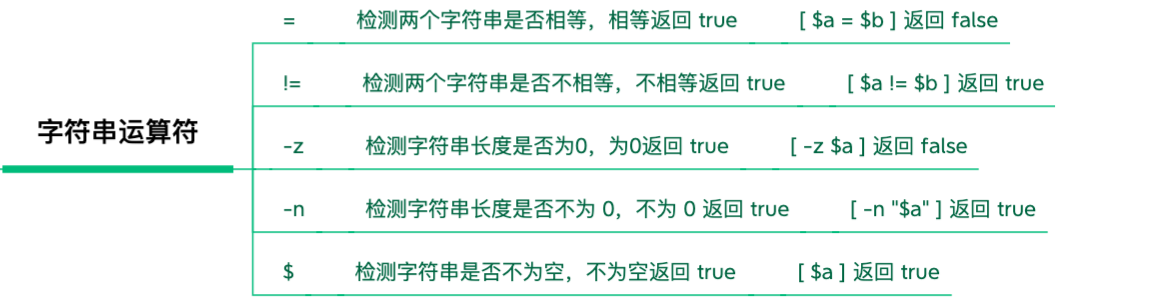 = 检测两个字符串是否相等，相等返回 true [ $a = $b ] 返回 false
!= 检测两个字符串是否不相等，不相等返回 true [ $a != $b ] 返回 true
字符串运算符
-z 检测字符串长度是否为0，为0返回 true [ -z $a ] 返回 false
-n 检测字符串长度是否不为 0，不为 0 返回 true [ -n "$a" ] 返回 true
$ 检测字符串是否不为空，不为空返回 true [ $a ] 返回 true